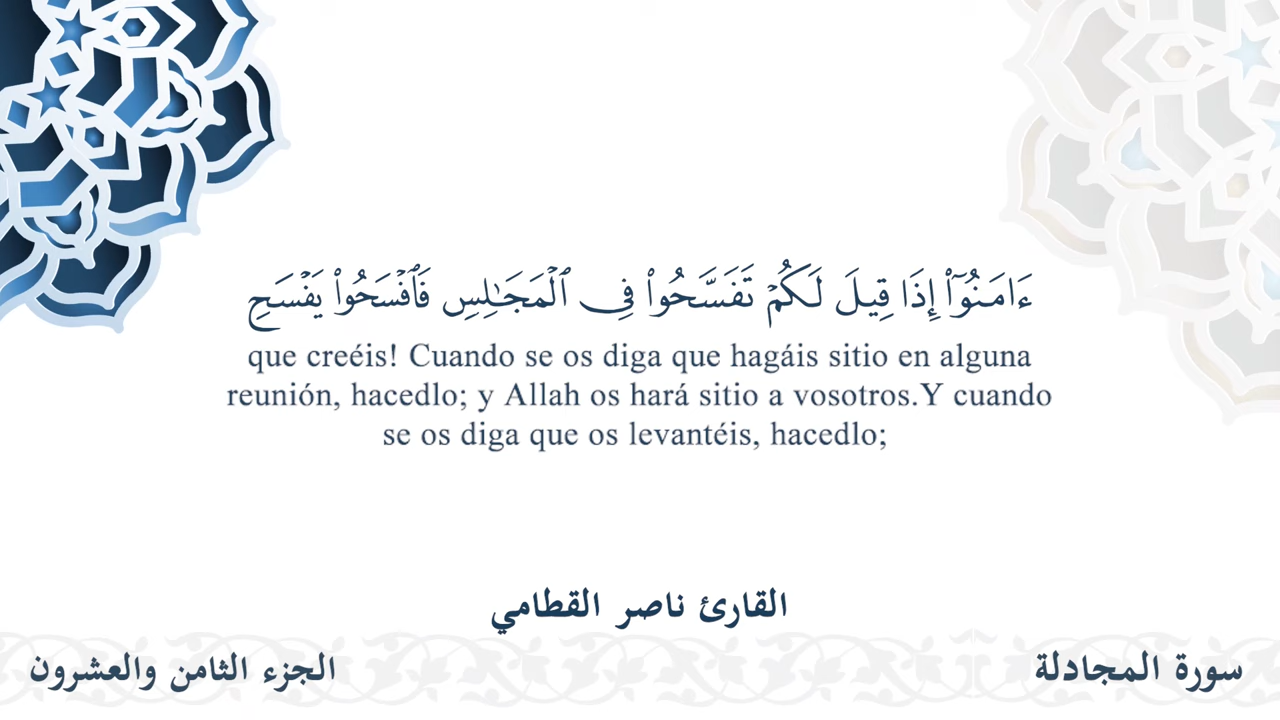 ءَامَنُوٓا۟ إِذَا قِيلَ لَكُمْ تَفَسَّحُوا۟ فِى ٱلْمَجَـٰلِسِ فَٱفْسَحُوا۟ يَفْسَحِ
que creéis! Cuando se os diga que hagáis sitio en alguna
reunión, hacedlo; y Allah os hará sitio a vosotros.Y cuando
se os diga que os levantéis, hacedlo;
القارئ ناصر القطامي
سورة المجادلة
الجزء الثامن والعشرون